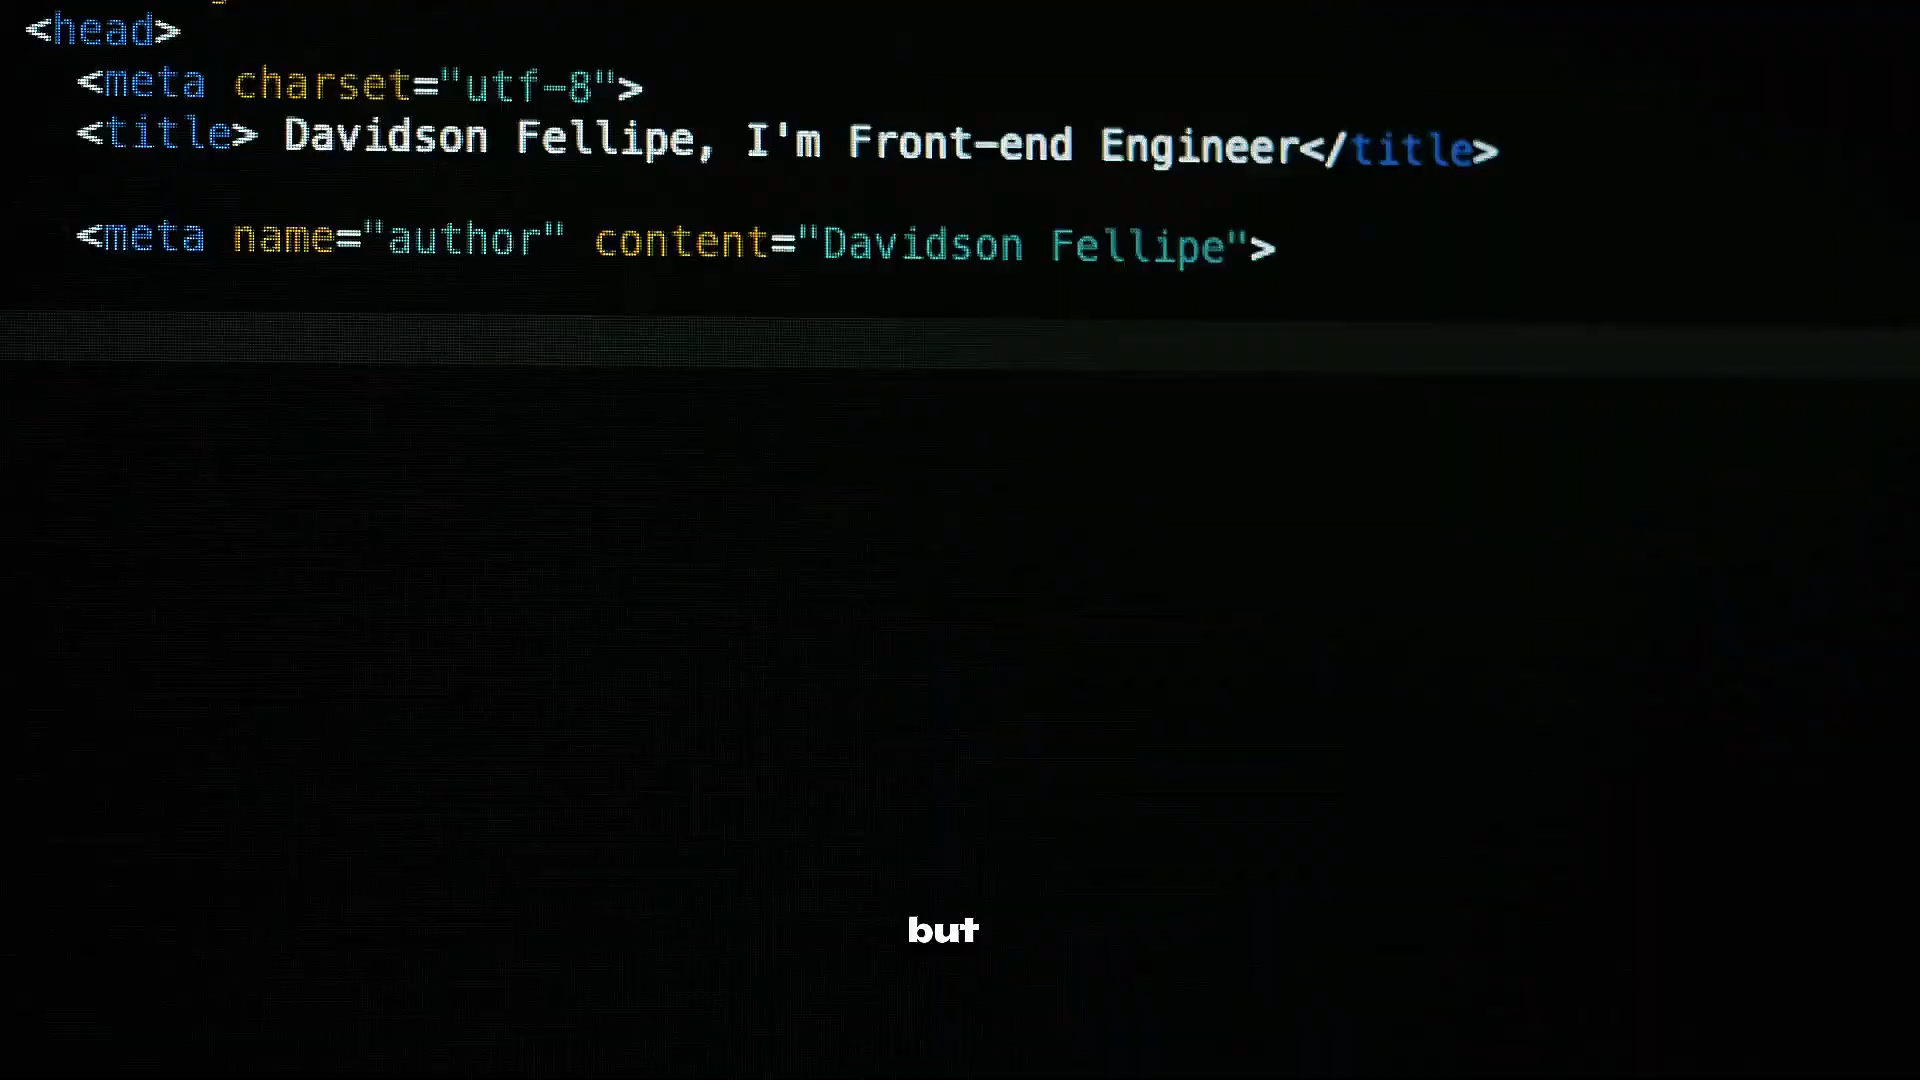 <head>
<meta charset="utf-8">
<title> Davidson Fellipe, I'm Front-end Engineer</title>
<meta name="author" content="Davidson Fellipe">
but